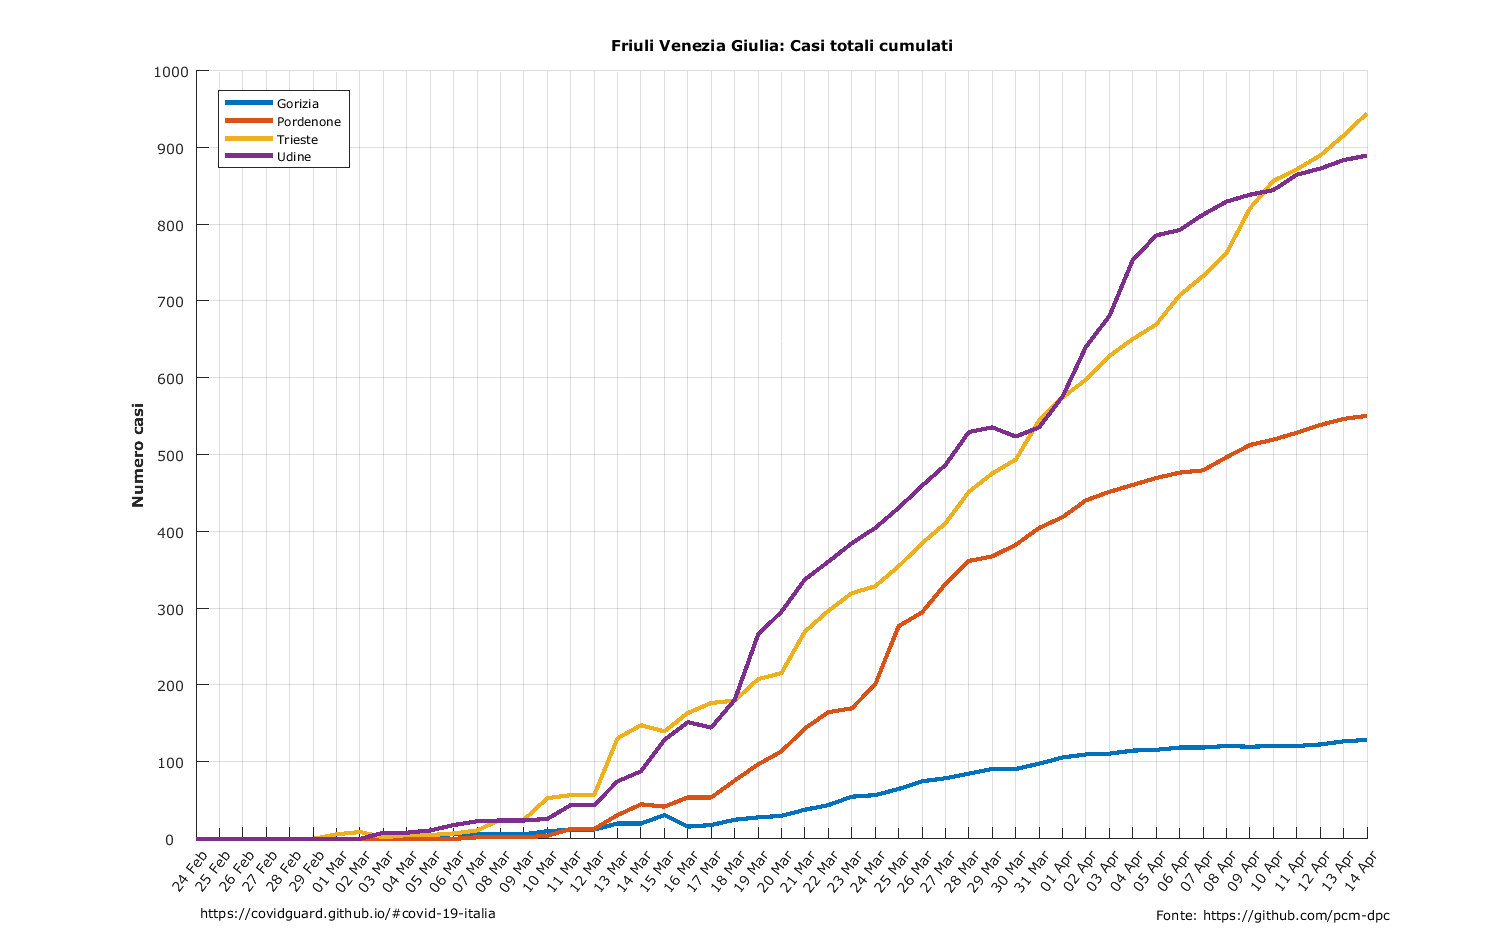 Friuli Venezia Giulia: Casi totali cumulati
1000
900
800
700
600
500
400
300
200
100
0
Numero casi
Gorizia
Pordenone
Trieste
Udine
24 Feb
25 Feb
26 Feb
27 Feb
28 Feb
29 Feb
01 Mar
02 Mar
03 Mar
04 Mar
05 Mar
06 Mar
07 Mar
08 Mar
09 Mar
10 Mar
11 Mar
12 Mar
13 Mar
14 Mar
15 Mar
16 Mar
17 Mar
18 Mar
19 Mar
20 Mar
21 Mar
22 Mar
23 Mar
24 Mar
25 Mar
26 Mar
27 Mar
28 Mar
29 Mar
30 Mar
31 Mar
01 Apr
02 Apr
03 Apr
04 Apr
05 Apr
06 Apr
07 Apr
08 Apr
09 Apr
10 Apr
11 Apr
12 Apr
13 Apr
14 Apr
https://covidguard.github.io/#covid-19-italia
Fonte: https://github.com/pcm-dpc